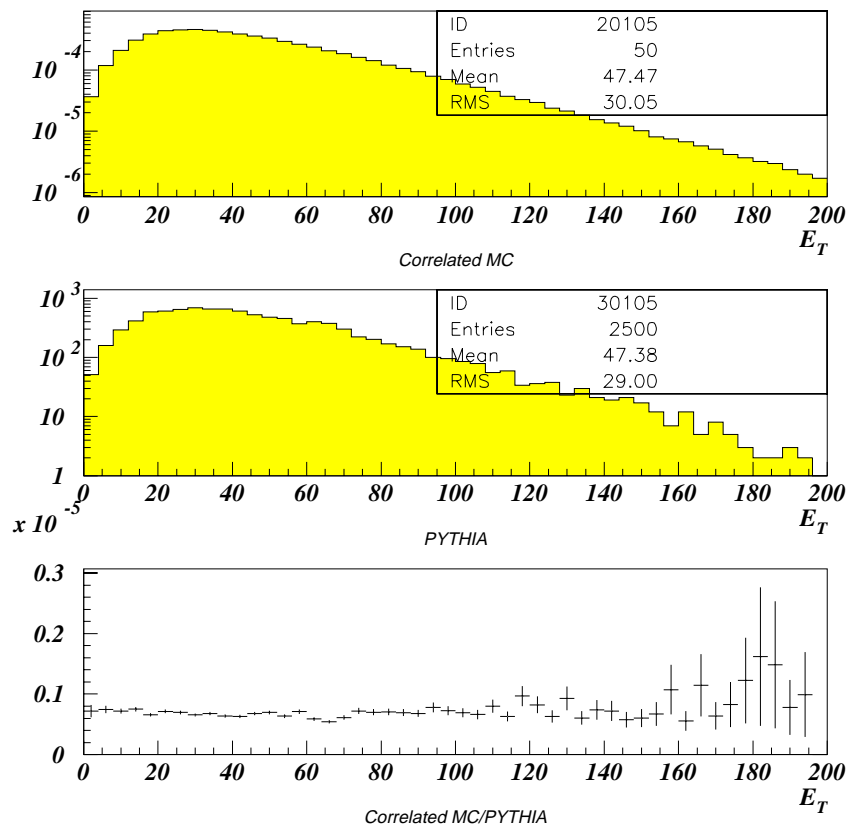 ID 20105
Entries 50
Mean 47.47
RMS 30.05
10 -4
10 -5
10 -6
0 20 40 60 80 100 120 140 160 180 200
E_T
Correlated MC
ID 30105
Entries 2500
Mean 47.38
RMS 29.00
10 3
10 2
10
1
0 20 40 60 80 100 120 140 160 180 200
E_T
PYTHIA
x 10 -5
0.3
0.2
0.1
0
0 20 40 60 80 100 120 140 160 180 200
E_T
Correlated MC/PYTHIA